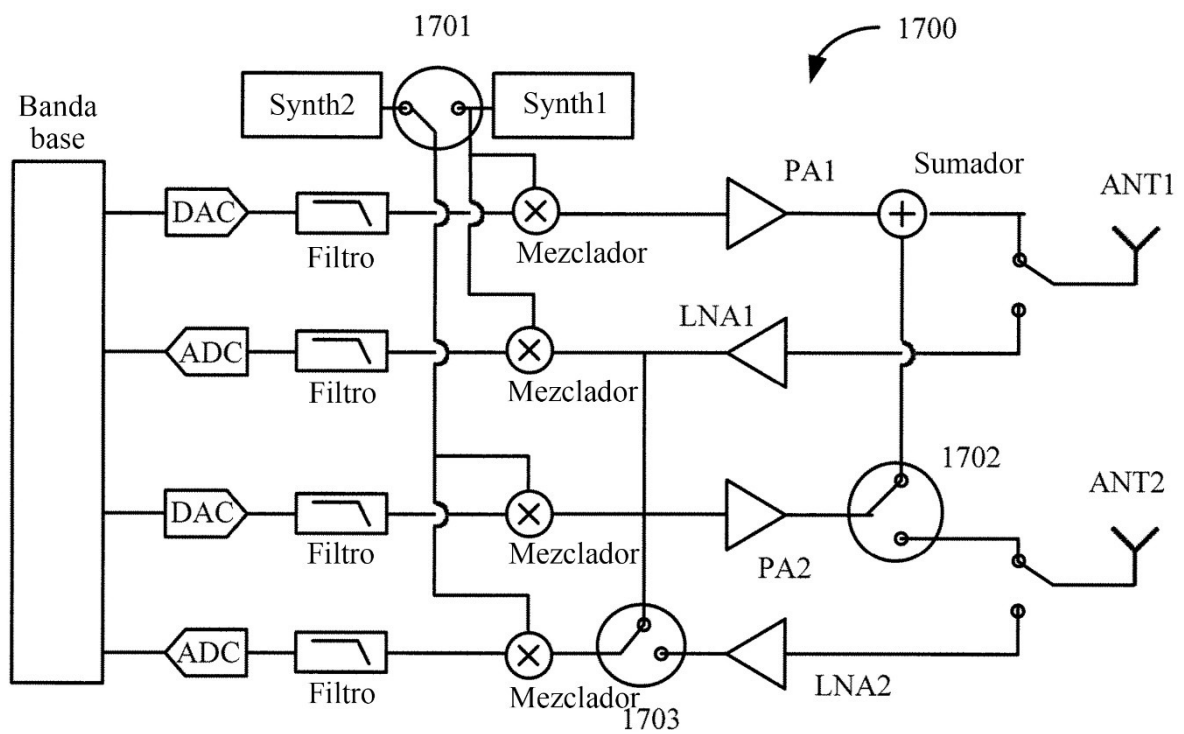 1701
1700
Synth2
Synth1
Banda
base
DAC
Filtro
Mezclador
PA1
Sumador
ANT1
ADC
Filtro
Mezclador
LNA1
DAC
Filtro
Mezclador
PA2
1702
ANT2
ADC
Filtro
Mezclador
1703
LNA2